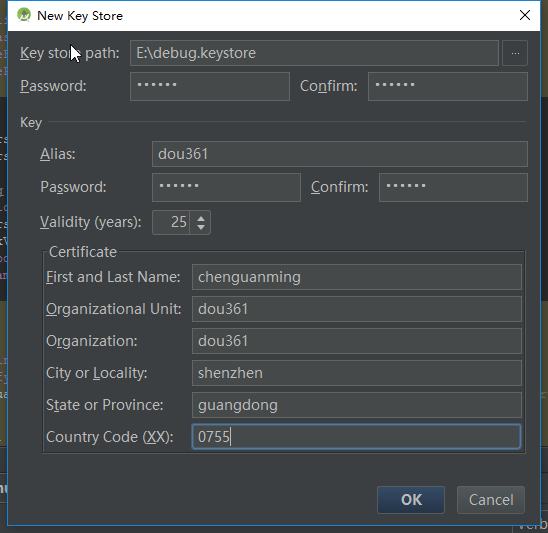 New Key Store
Key store path: E:\debug.keystore ...
Password: •••••• Confirm: ••••••
Key
Alias: dou361
Password: •••••• Confirm: ••••••
Validity (years): 25
Certificate
First and Last Name: chenguanming
Organizational Unit: dou361
Organization: dou361
City or Locality: shenzhen
State or Province: guangdong
Country Code (XX): 0755
OK Cancel